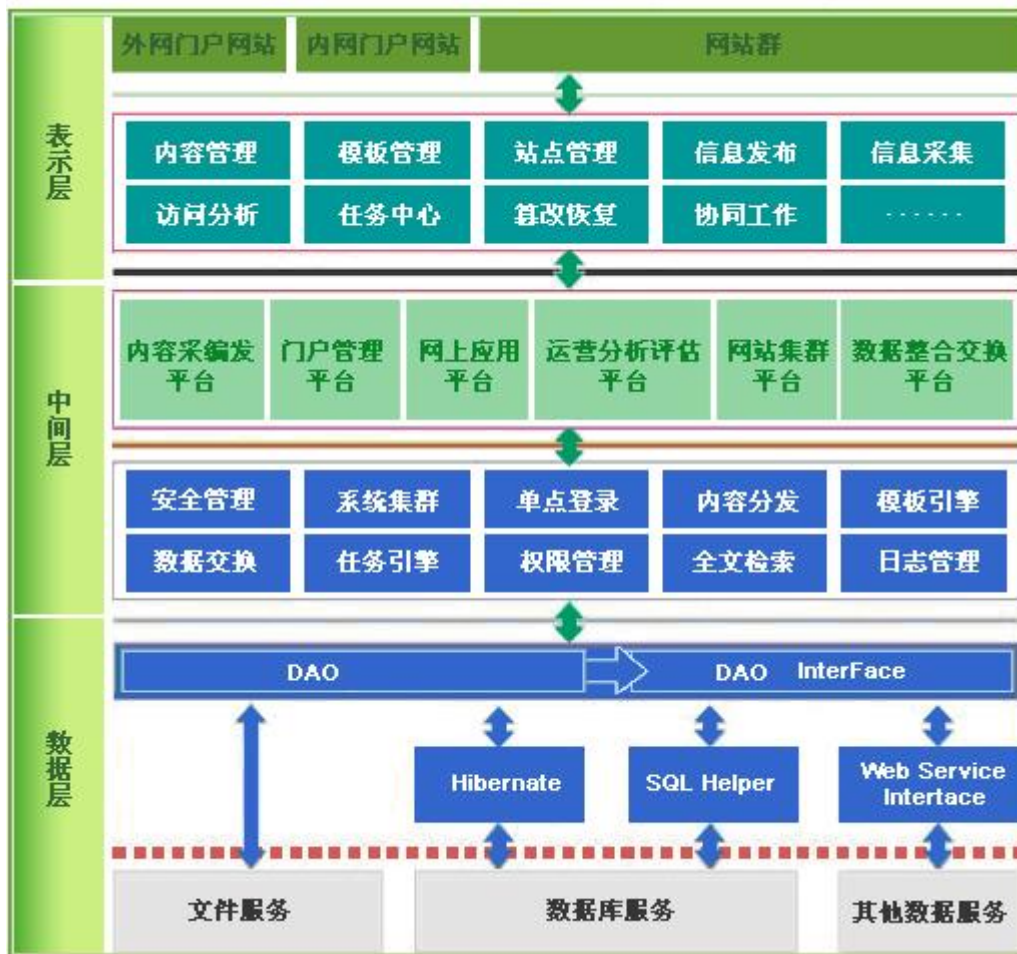 外网门户网站 内网门户网站 网站群
表示层
内容管理 模板管理 站点管理 信息发布 信息采集
访问分析 任务中心 篡改恢复 协同工作 ······
中间层
内容采编发 门户管理 网上应用 运营分析评估 网站集群 数据整合交换
平台 平台 平台 平台 平台 平台
安全管理 系统集群 单点登录 内容分发 模板引擎
数据交换 任务引擎 权限管理 全文检索 日志管理
数据层
DAO DAO InterFace
Hibernate SQL Helper Web Service
Intertace
文件服务 数据库服务 其他数据服务